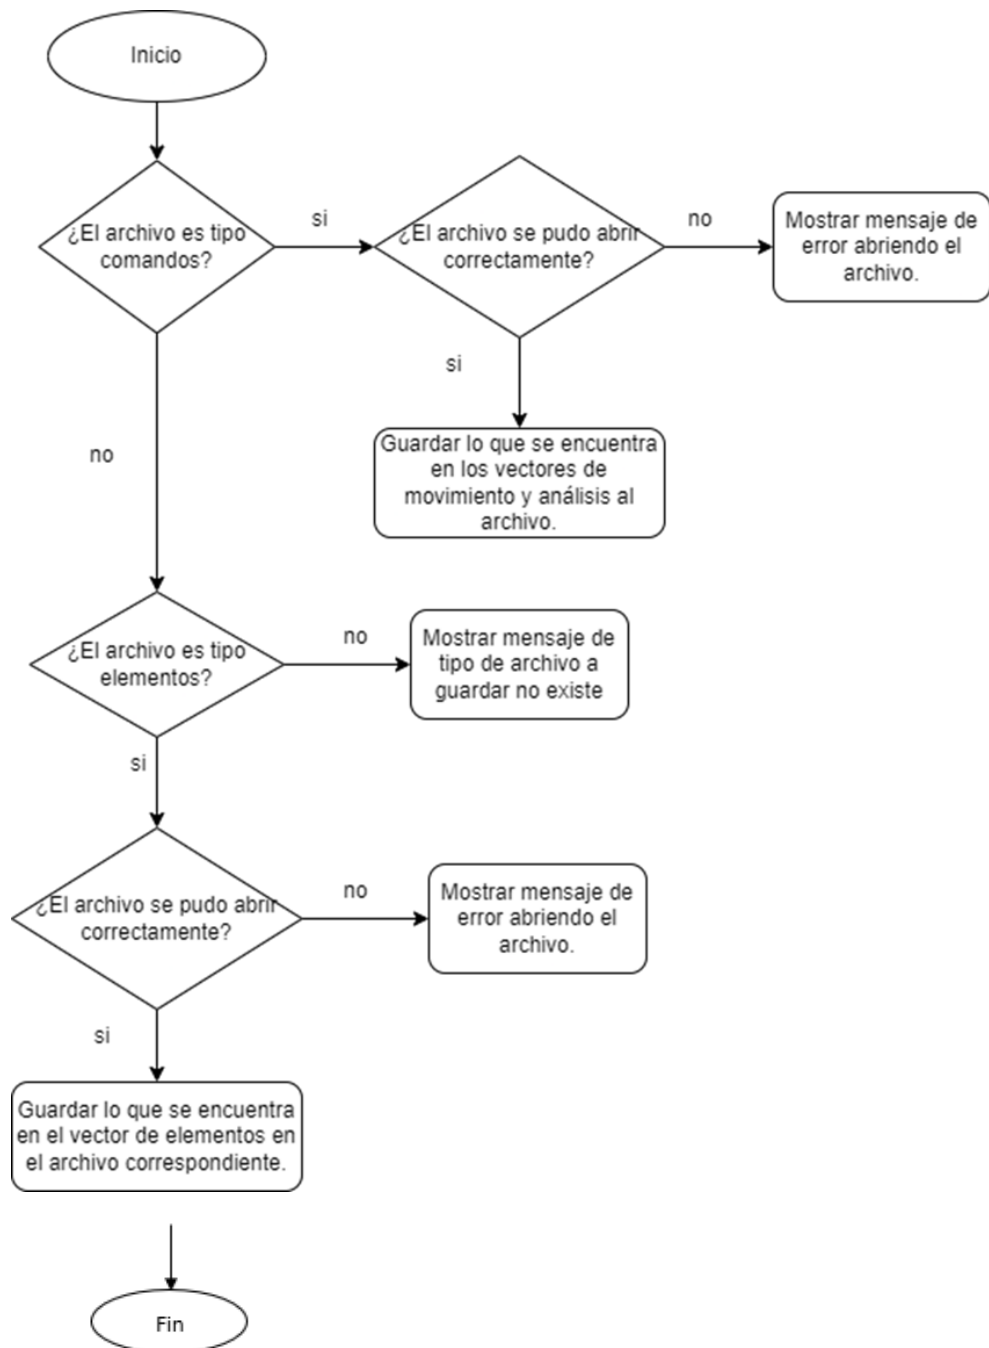 Inicio
¿El archivo es tipo
comandos?
si
¿El archivo se pudo abrir
correctamente?
no
Mostrar mensaje de
error abriendo el
archivo.
si
Guardar lo que se encuentra
en los vectores de
movimiento y análisis al
archivo.
no
¿El archivo es tipo
elementos?
no
Mostrar mensaje de
tipo de archivo a
guardar no existe
si
¿El archivo se pudo abrir
correctamente?
no
Mostrar mensaje de
error abriendo el
archivo.
si
Guardar lo que se encuentra
en el vector de elementos en
el archivo correspondiente.
Fin